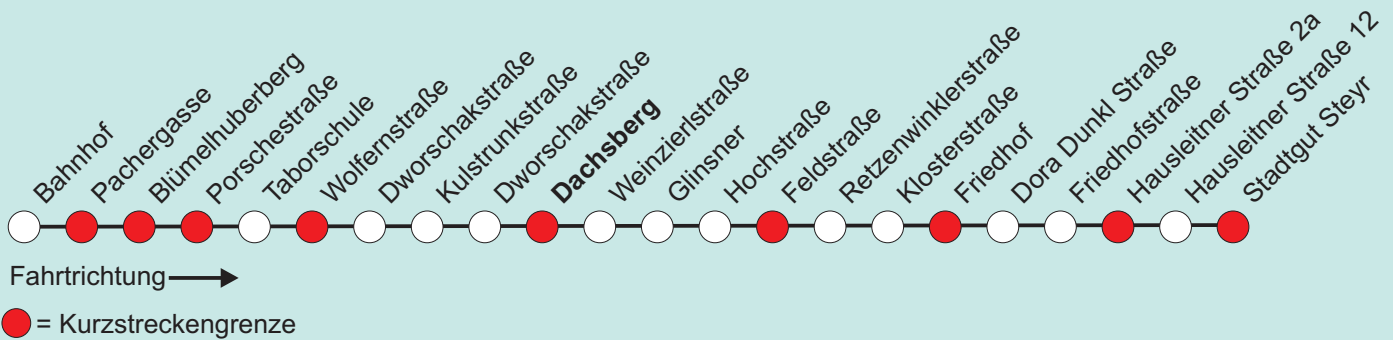 Bahnhof
Pachergasse
Blümelhuberberg
Porschestraße
Taborschule
Wolfernstraße
Dworschakstraße
Kulstrunkstraße
Dworschakstraße
Dachsberg
Weinzierlstraße
Glinsner
Hochstraße
Feldstraße
Retzenwinklerstraße
Klosterstraße
Friedhof
Dora Dunkl Straße
Friedhofstraße
Hausleitner Straße 2a
Hausleitner Straße 12
Stadtgut Steyr
Fahrtrichtung
= Kurzstreckengrenze